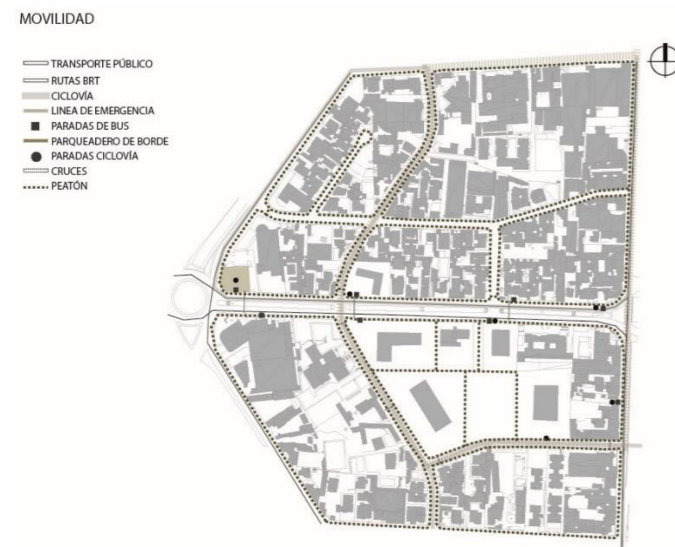 MOVILIDAD
TRANSPORTE PÚBLICO
RUTAS BRT
CICLOVÍA
LINEA DE EMERGENCIA
PARADAS DE BUS
PARQUEADERO DE BORDE
PARADAS CICLOVÍA
CRUCES
PEATÓN